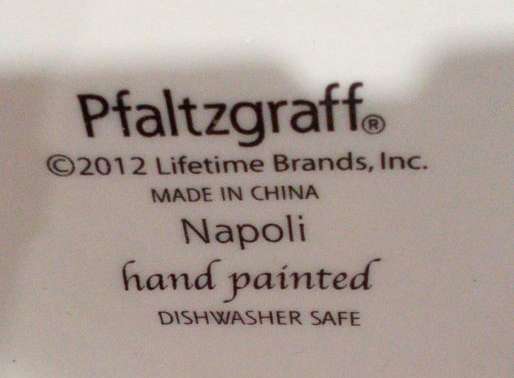 Pfaltzgraff®
©2012 Lifetime Brands, Inc.
MADE IN CHINA
Napoli
hand painted
DISHWASHER SAFE